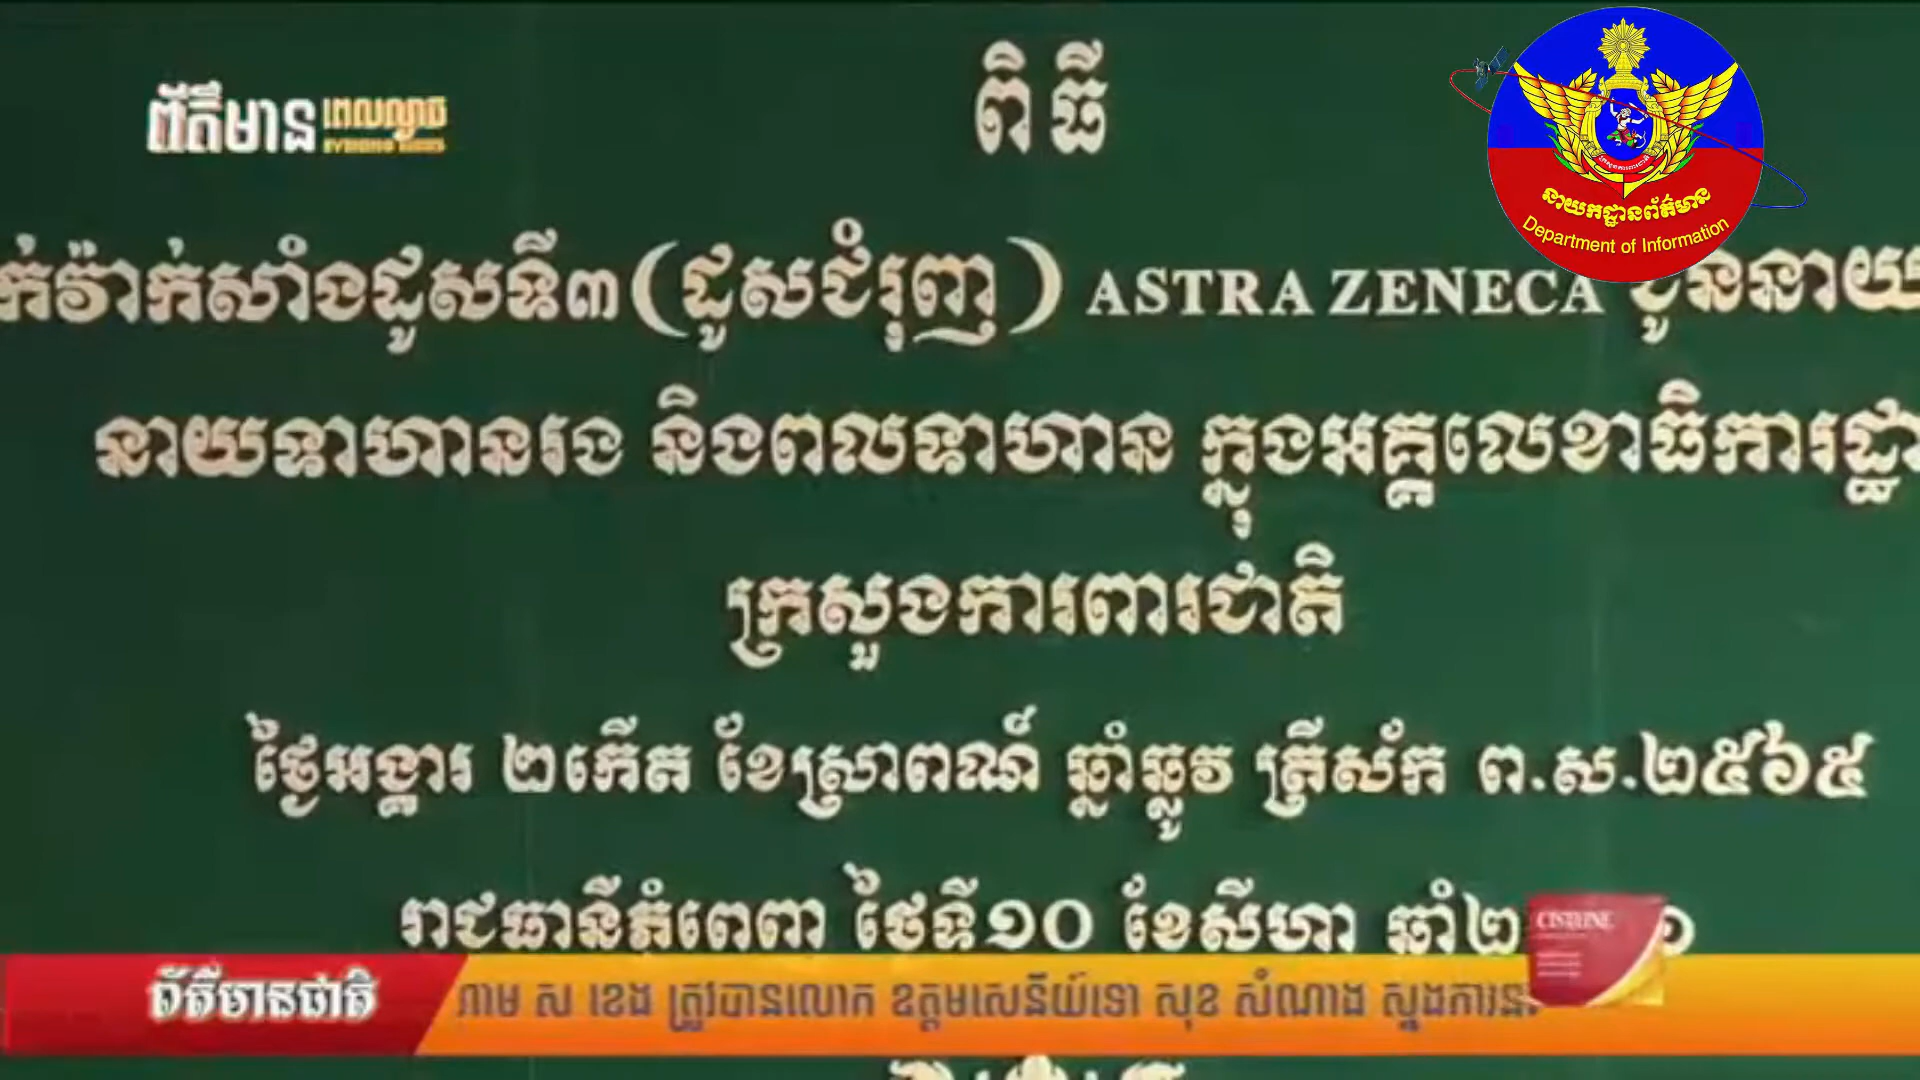 ពិធី
ព័ត៌មាន ពេលល្ងាច
EVENING NEWS
នាយកដ្ឋានព័ត៌មាន
Department of Information
ក់វ៉ាក់សាំងដូសទី៣(ដូសជំរុញ) ASTRA ZENECA ជូននាយ
នាយទាហានរង និងពលទាហាន ក្នុងអគ្គលេខាធិការដ្ឋា
ក្រសួងការពារជាតិ
ថ្ងៃអង្គារ ២កើត ខែស្រាពណ៍ ឆ្នាំឆ្លូវ ត្រីស័ក ព.ស.២៥៦៥
រាជធានីភ្នំពេញ ថ្ងៃទី១០ ខែសីហា ឆ្នាំ២ ១
ព័ត៌មានជាតិ
ស ខេង ត្រូវបានលោក ឧត្តមសេនីយ៍ទោ សុខ សំណាង ស្នងការនគ